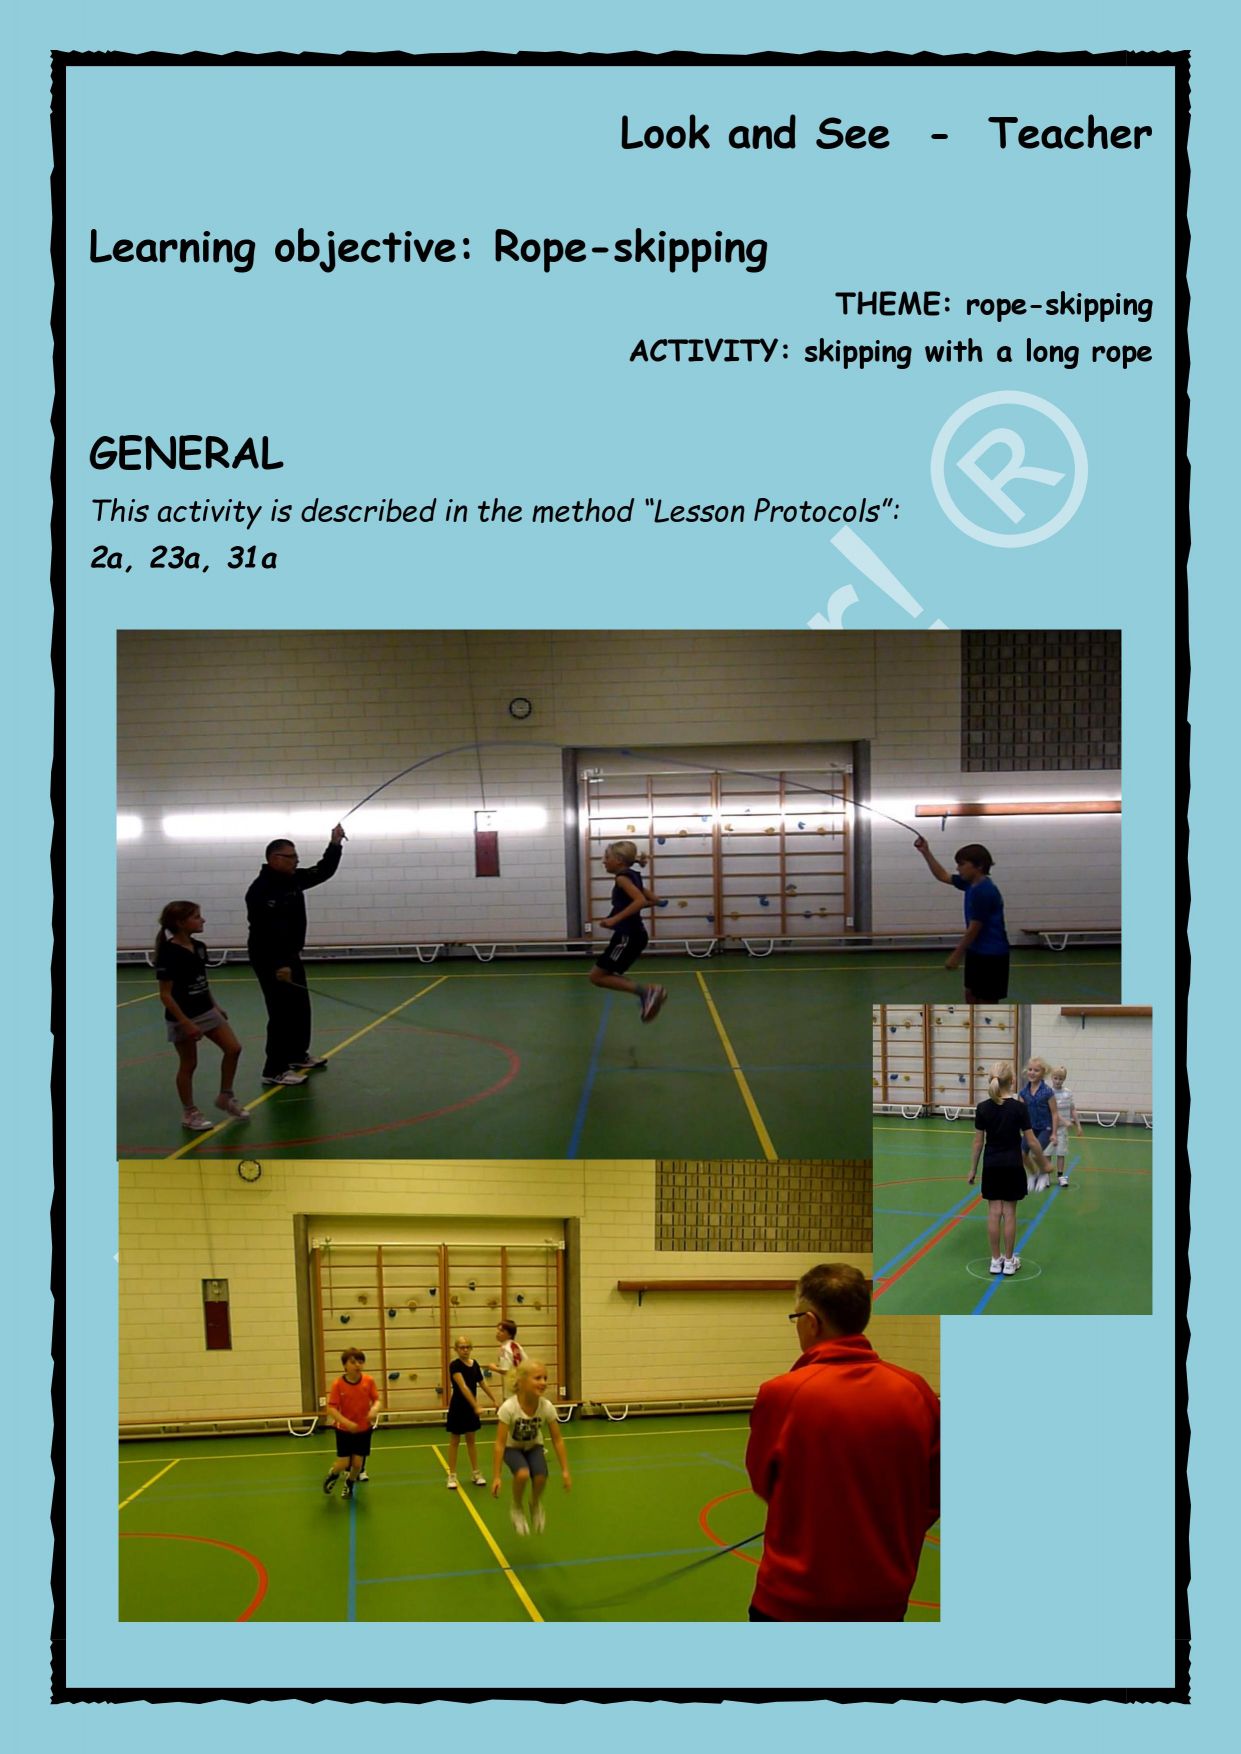 Look and See - Teacher
Learning objective: Rope-skipping
THEME: rope-skipping
ACTIVITY: skipping with a long rope
GENERAL
This activity is described in the method “Lesson Protocols”:
2a, 23a, 31a
®